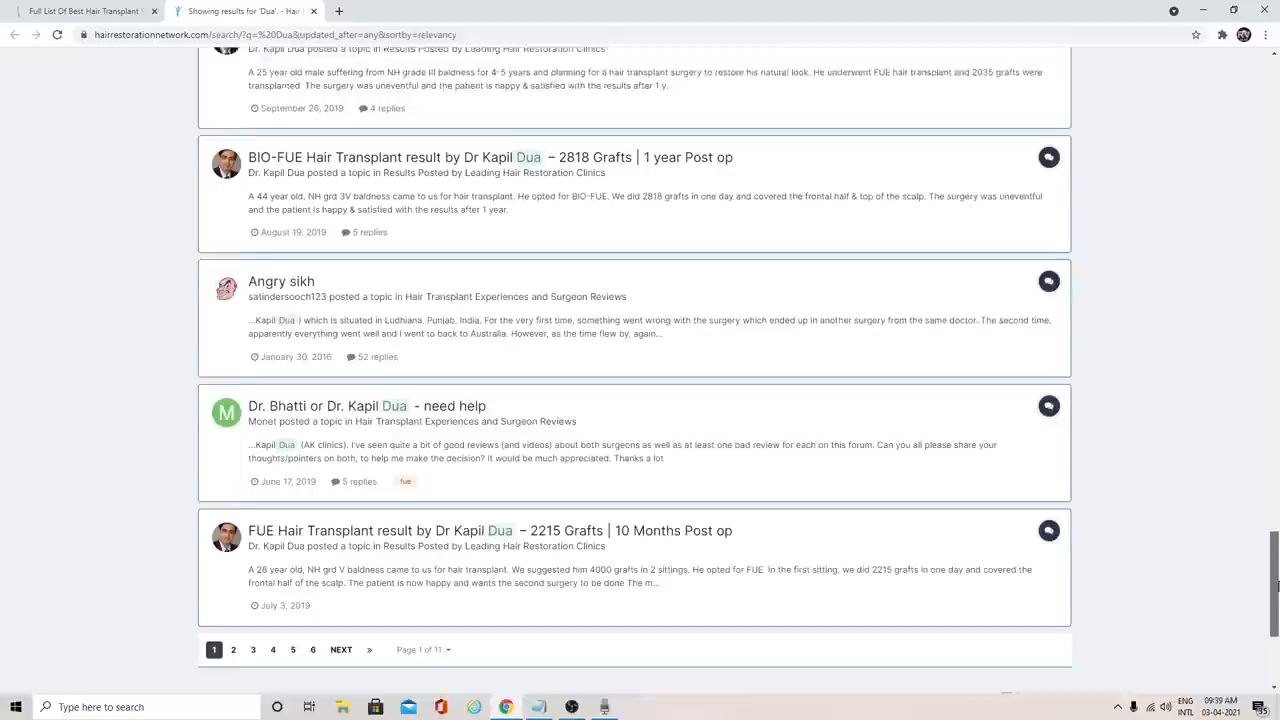 Full List Of Best Hair Transplant
Showing results for 'Dua'. - Hai
hairrestorationnetwork.com/search/?q=%20Dua&updated_after=any&sortby=relevancy
Dr. Kapil Dua posted a topic in Results Posted by Leading Hair Restoration Clinics
A 25 year old male suffering from NH grade III baldness for 4-5 years and planning for a hair transplant surgery to restore his natural look. He underwent FUE hair transplant and 2035 grafts were
transplanted. The surgery was uneventful and the patient is happy & satisfied with the results after 1 y...
September 26, 2019 4 replies
BIO-FUE Hair Transplant result by Dr Kapil Dua – 2818 Grafts | 1 year Post op
Dr. Kapil Dua posted a topic in Results Posted by Leading Hair Restoration Clinics
A 44 year old, NH grd 3V baldness came to us for hair transplant. He opted for BIO-FUE. We did 2818 grafts in one day and covered the frontal half & top of the scalp. The surgery was uneventful
and the patient is happy & satisfied with the results after 1 year.
August 19, 2019 5 replies
Angry sikh
satindersooch123 posted a topic in Hair Transplant Experiences and Surgeon Reviews
...Kapil Dua ) which is situated in Ludhiana, Punjab, India. For the very first time, something went wrong with the surgery which ended up in another surgery from the same doctor. The second time,
apparently everything went well and i went to back to Australia. However, as the time flew by, again...
January 30, 2016 52 replies
Dr. Bhatti or Dr. Kapil Dua - need help
Monet posted a topic in Hair Transplant Experiences and Surgeon Reviews
...Kapil Dua (AK clinics). I've seen quite a bit of good reviews (and videos) about both surgeons as well as at least one bad review for each on this forum. Can you all please share your
thoughts/pointers on both, to help me make the decision? It would be much appreciated. Thanks a lot
June 17, 2019 5 replies fue
FUE Hair Transplant result by Dr Kapil Dua – 2215 Grafts | 10 Months Post op
Dr. Kapil Dua posted a topic in Results Posted by Leading Hair Restoration Clinics
A 28 year old, NH grd V baldness came to us for hair transplant. We suggested him 4000 grafts in 2 sittings. He opted for FUE. In the first sitting, we did 2215 grafts in one day and covered the
frontal half of the scalp. The patient is now happy and wants the second surgery to be done The m...
July 3, 2019
1 2 3 4 5 6 NEXT » Page 1 of 11
M
Type here to search
ENG 09:39 AM
INTL 03-04-2021